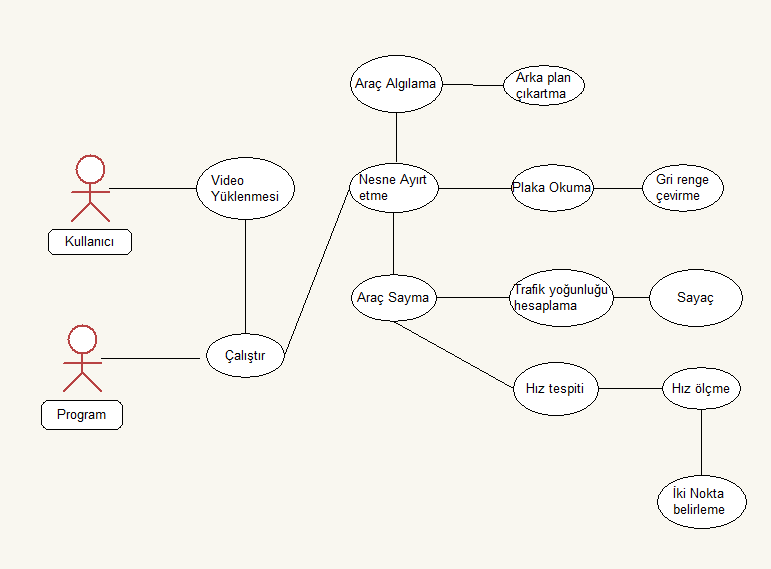 Araç Algılama
Arka plan
çıkartma
Video
Yüklenmesi
Nesne Ayırt
etme
Plaka Okuma
Gri renge
çevirme
Kullanıcı
Araç Sayma
Trafik yoğunluğu
hesaplama
Sayaç
Çalıştır
Program
Hız tespiti
Hız ölçme
İki Nokta
belirleme